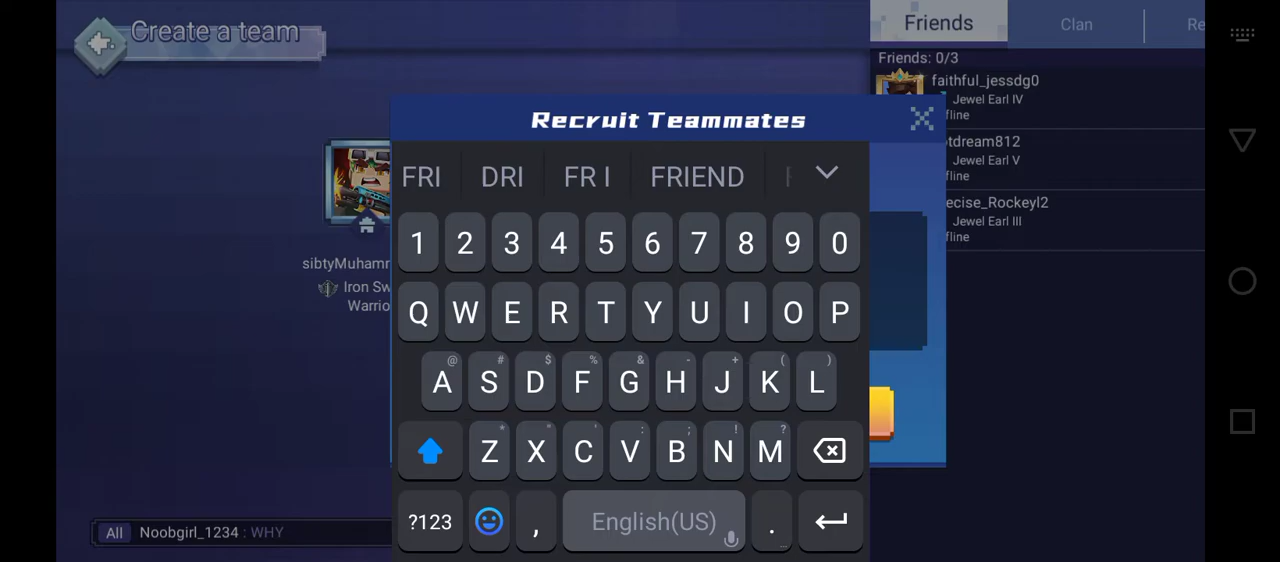 Create a team
Friends
Clan
Re
Friends: 0/3
faithful_jessdg0
Jewel Earl IV
fline
tdream812
Jewel Earl V
fline
ecise_Rockeyl2
Jewel Earl III
fline
Recruit Teammates
FRI DRI FR I FRIEND
1 2 3 4 5 6 7 8 9 0
Q W E R T Y U I O P
@ # $ % & - + ( )
A S D F G H J K L
* " ' : ; ! ?
Z X C V B N M
?123 , English(US) .
sibtyMuhamr
Iron Sw
Warrio
All Noobgirl_1234 : WHY